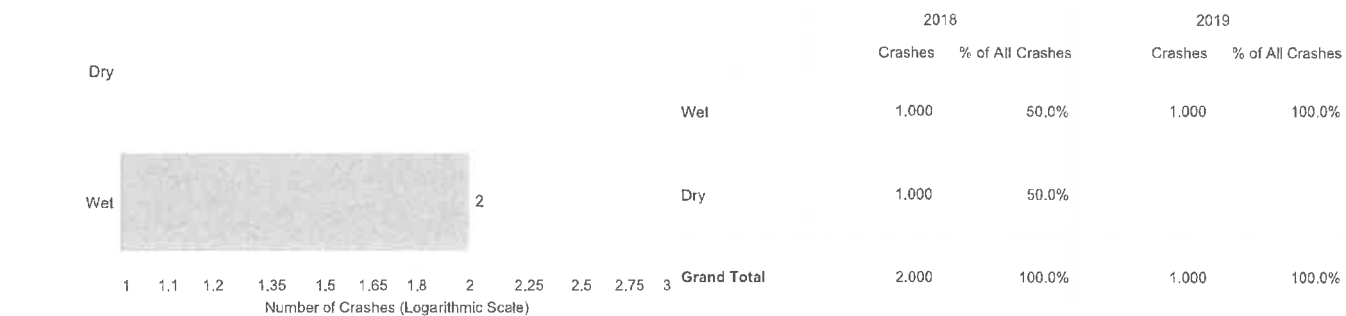 Dry
Wet
2
1 1.1 1.2 1.35 1.5 1.65 1.8 2 2.25 2.5 2.75 3
Number of Crashes (Logarithmic Scale)
2018 2019
Crashes % of All Crashes Crashes % of All Crashes
Wet 1.000 50.0% 1.000 100.0%
Dry 1.000 50.0%
Grand Total 2.000 100.0% 1.000 100.0%